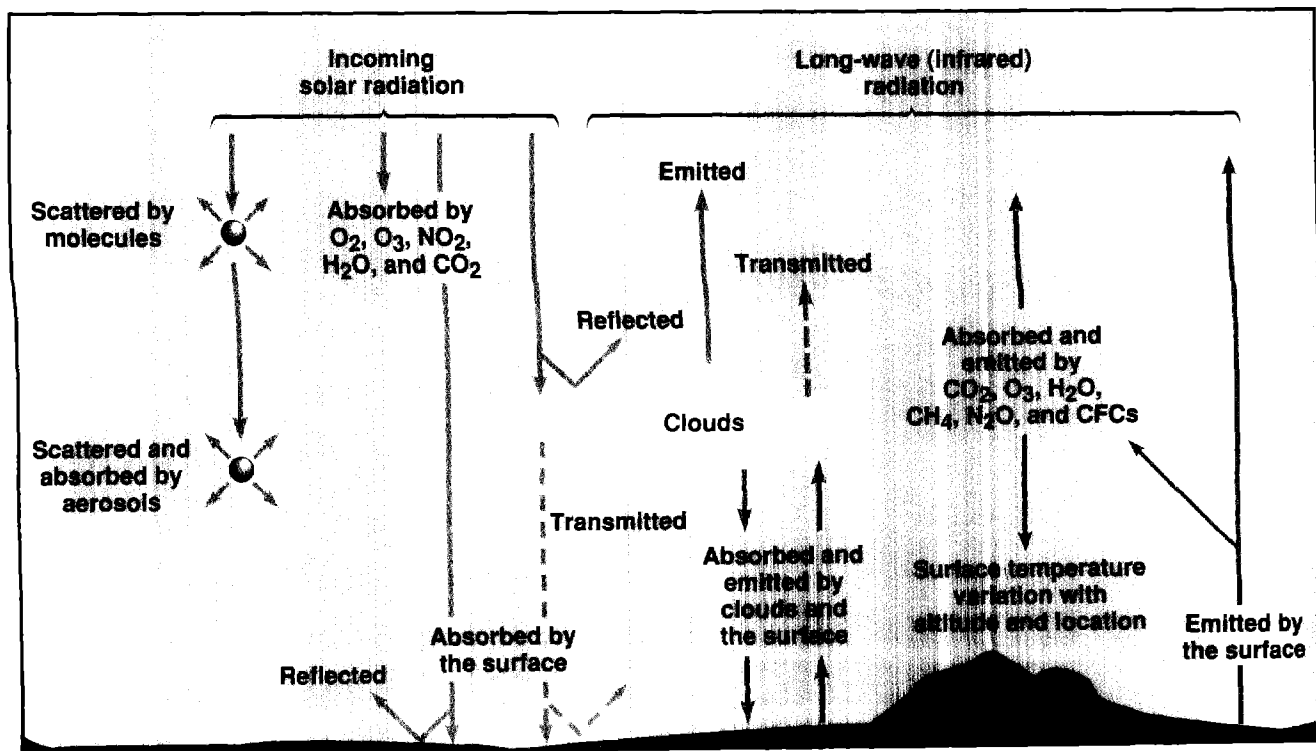 Incoming
solar radiation
Long-wave (infrared)
radiation
Scattered by
molecules
Absorbed by
O₂, O₃, NO₂,
H₂O, and CO₂
Emitted
Transmitted
Reflected
Absorbed and
emitted by
CO₂, O₃, H₂O,
CH₄, N₂O, and CFCs
Clouds
Scattered and
absorbed by
aerosols
Transmitted
Absorbed and
emitted by
clouds and
the surface
Surface temperature
variation with
altitude and location
Absorbed by
the surface
Reflected
Emitted by
the surface